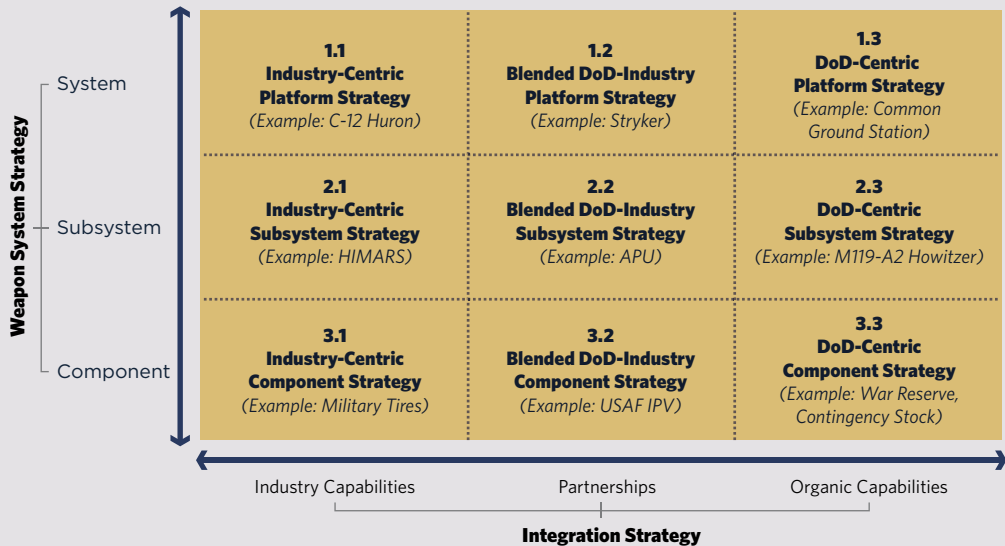 Weapon System Strategy
System
1.1
Industry-Centric
Platform Strategy
(Example: C-12 Huron)
1.2
Blended DoD-Industry
Platform Strategy
(Example: Stryker)
1.3
DoD-Centric
Platform Strategy
(Example: Common
Ground Station)
Subsystem
2.1
Industry-Centric
Subsystem Strategy
(Example: HIMARS)
2.2
Blended DoD-Industry
Subsystem Strategy
(Example: APU)
2.3
DoD-Centric
Subsystem Strategy
(Example: M119-A2 Howitzer)
Component
3.1
Industry-Centric
Component Strategy
(Example: Military Tires)
3.2
Blended DoD-Industry
Component Strategy
(Example: USAF IPV)
3.3
DoD-Centric
Component Strategy
(Example: War Reserve,
Contingency Stock)
Industry Capabilities
Partnerships
Organic Capabilities
Integration Strategy